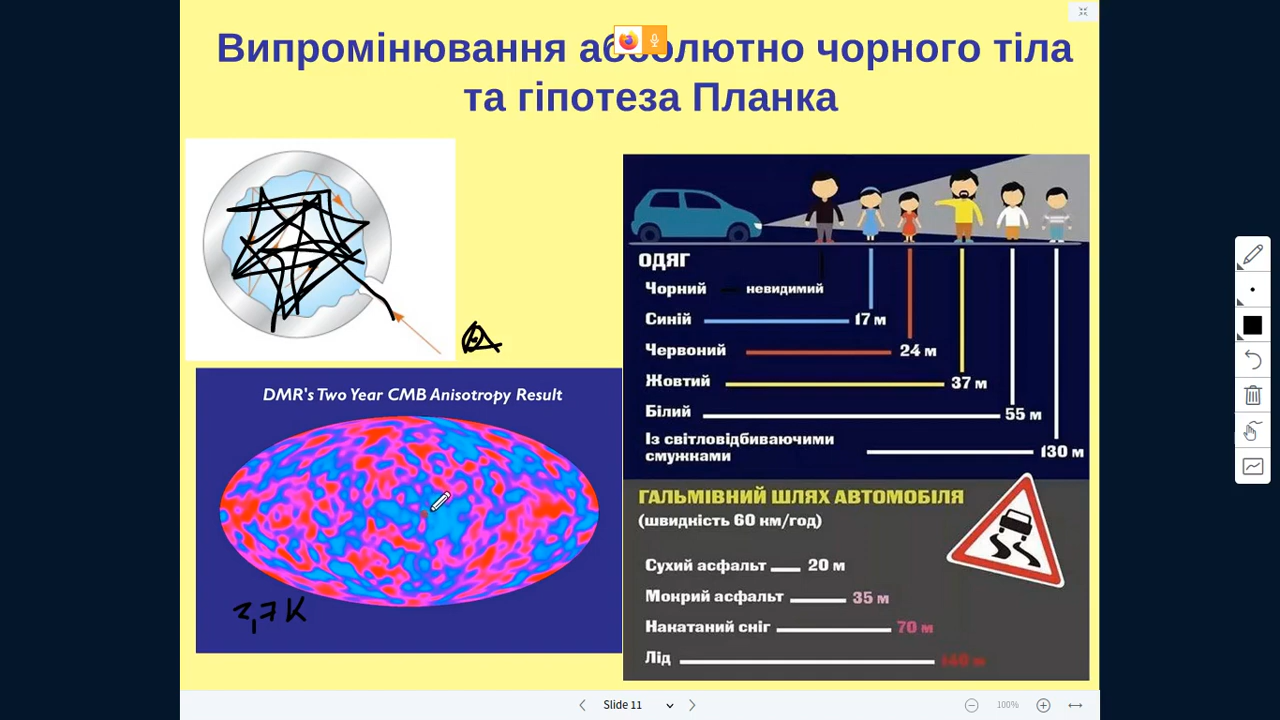 Випромінювання абсолютно чорного тіла
та гіпотеза Планка
DMR's Two Year CMB Anisotropy Result
2,7 K
ОДЯГ
Чорний невидимий
Синій 17 м
Червоний 24 м
Жовтий 37 м
Білий 55 м
Із світловідбиваючими
смужками 130 м
ГАЛЬМІВНИЙ ШЛЯХ АВТОМОБІЛЯ
(швидкість 60 км/год)
Сухий асфальт 20 м
Мокрий асфальт 35 м
Накатаний сніг 70 м
Лід 140 м
Slide 11
100%